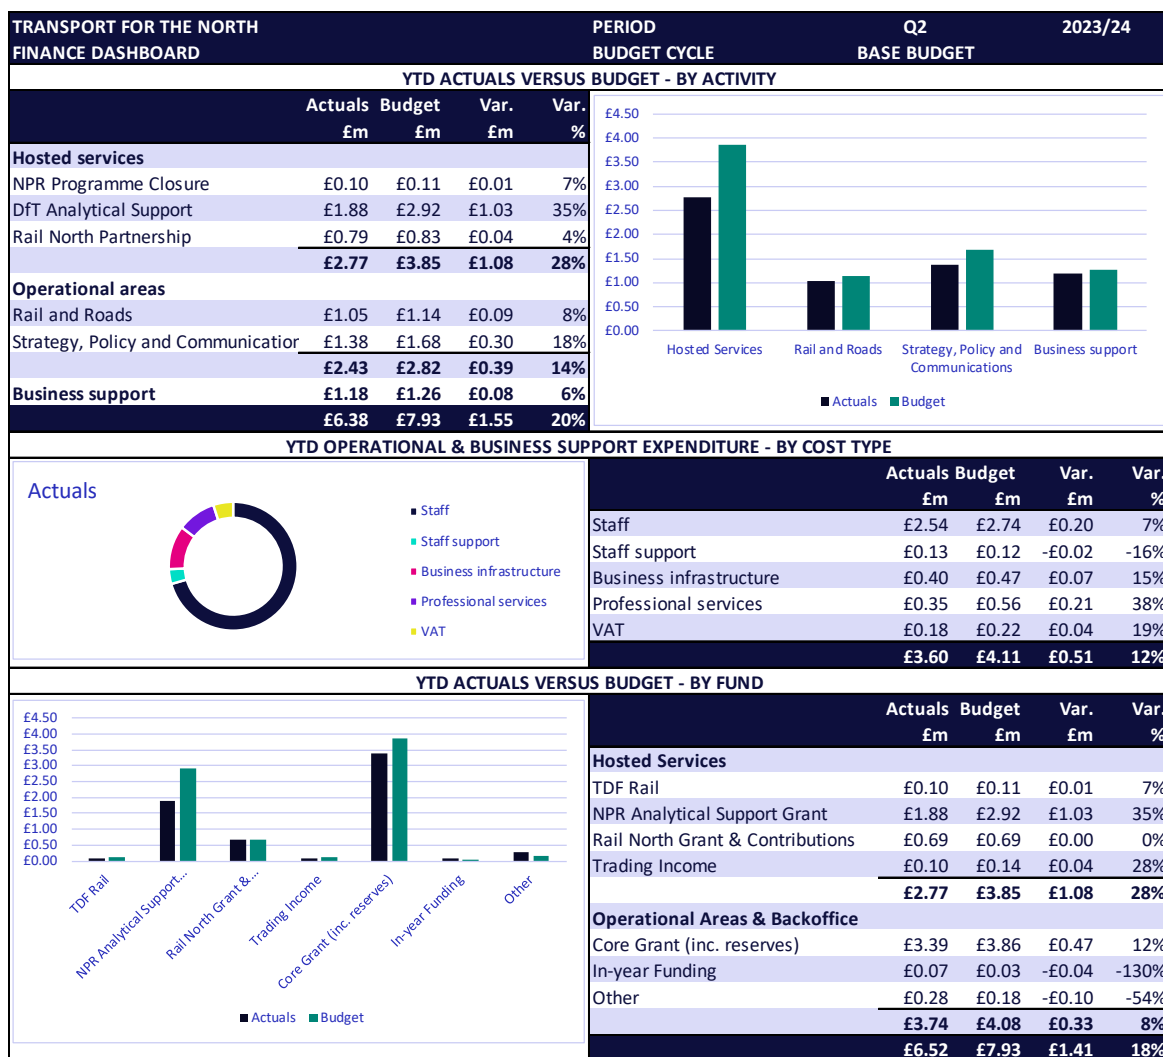 TRANSPORT FOR THE NORTH PERIOD Q2 2023/24
FINANCE DASHBOARD BUDGET CYCLE BASE BUDGET
YTD ACTUALS VERSUS BUDGET - BY ACTIVITY
Actuals Budget Var. Var.
£m £m £m %
Hosted services
NPR Programme Closure £0.10 £0.11 £0.01 7%
DfT Analytical Support £1.88 £2.92 £1.03 35%
Rail North Partnership £0.79 £0.83 £0.04 4%
£2.77 £3.85 £1.08 28%
Operational areas
Rail and Roads £1.05 £1.14 £0.09 8%
Strategy, Policy and Communication £1.38 £1.68 £0.30 18%
£2.43 £2.82 £0.39 14%
Business support £1.18 £1.26 £0.08 6%
£6.38 £7.93 £1.55 20%
£4.50
£4.00
£3.50
£3.00
£2.50
£2.00
£1.50
£1.00
£0.50
£0.00
Hosted Services Rail and Roads Strategy, Policy and Business support
Communications
Actuals Budget
YTD OPERATIONAL & BUSINESS SUPPORT EXPENDITURE - BY COST TYPE
Actuals
Staff
Staff support
Business infrastructure
Professional services
VAT
Actuals Budget Var. Var.
£m £m £m %
Staff £2.54 £2.74 £0.20 7%
Staff support £0.13 £0.12 -£0.02 -16%
Business infrastructure £0.40 £0.47 £0.07 15%
Professional services £0.35 £0.56 £0.21 38%
VAT £0.18 £0.22 £0.04 19%
£3.60 £4.11 £0.51 12%
YTD ACTUALS VERSUS BUDGET - BY FUND
£4.50
£4.00
£3.50
£3.00
£2.50
£2.00
£1.50
£1.00
£0.50
£0.00
TDF Rail
NPR Analytical Support...
Rail North Grant &...
Trading Income
Core Grant (inc. reserves)
In-year Funding
Other
Actuals Budget
Actuals Budget Var. Var.
£m £m £m %
Hosted Services
TDF Rail £0.10 £0.11 £0.01 7%
NPR Analytical Support Grant £1.88 £2.92 £1.03 35%
Rail North Grant & Contributions £0.69 £0.69 £0.00 0%
Trading Income £0.10 £0.14 £0.04 28%
£2.77 £3.85 £1.08 28%
Operational Areas & Backoffice
Core Grant (inc. reserves) £3.39 £3.86 £0.47 12%
In-year Funding £0.07 £0.03 -£0.04 -130%
Other £0.28 £0.18 -£0.10 -54%
£3.74 £4.08 £0.33 8%
£6.52 £7.93 £1.41 18%